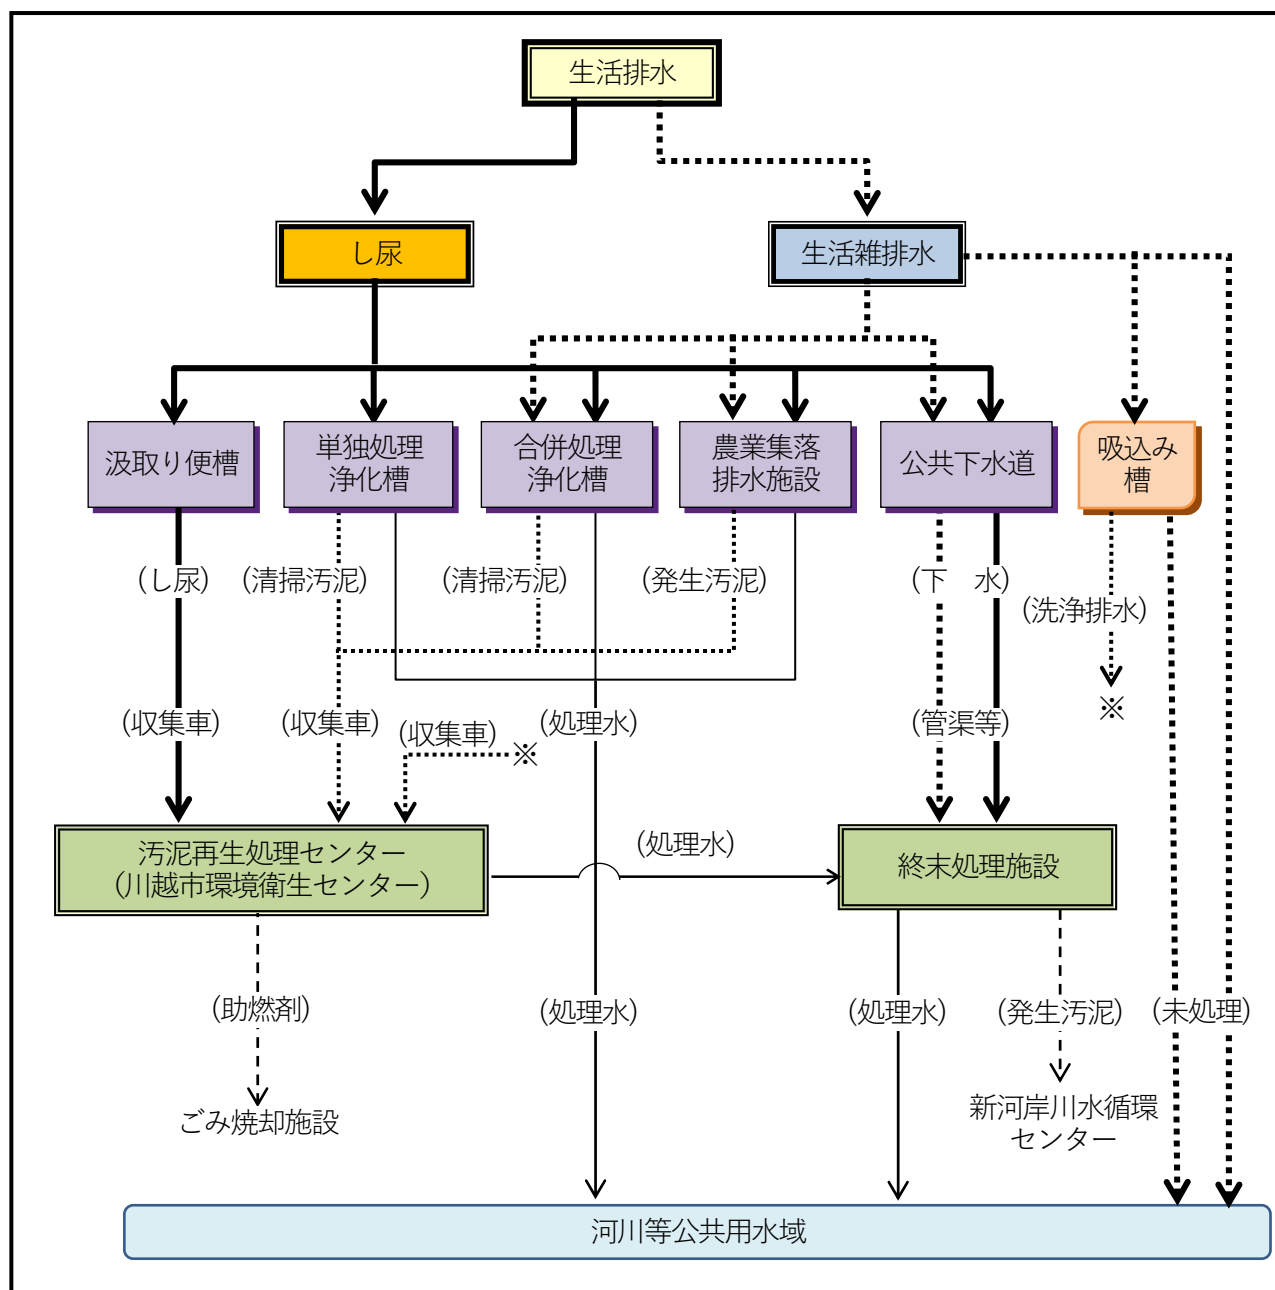 生活排水
し尿
生活雑排水
汲取り便槽
単独処理
浄化槽
合併処理
浄化槽
農業集落
排水施設
公共下水道
吸込み
槽
(し尿)
(清掃汚泥)
(清掃汚泥)
(発生汚泥)
(下　水)
(洗浄排水)
※
(収集車)
(収集車)
(収集車)
※
(処理水)
(管渠等)
汚泥再生処理センター
(川越市環境衛生センター)
(処理水)
終末処理施設
(助燃剤)
(処理水)
(処理水)
(発生汚泥)
(未処理)
ごみ焼却施設
新河岸川水循環
センター
河川等公共用水域